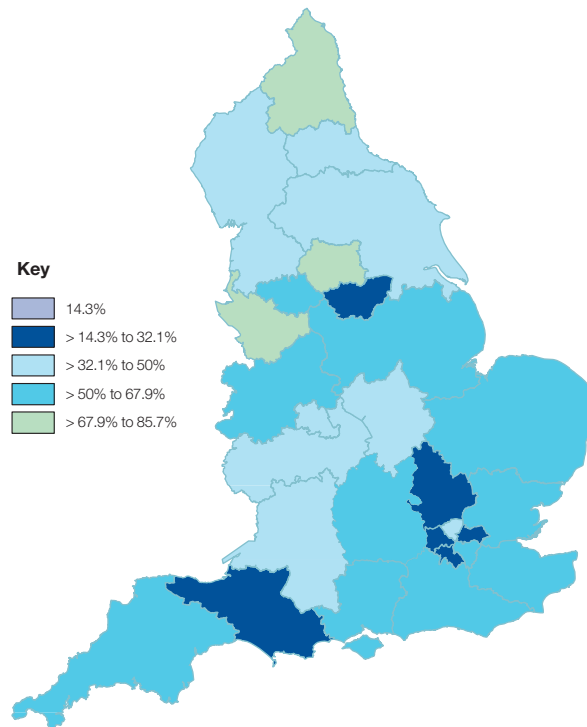 Key
14.3%
> 14.3% to 32.1%
> 32.1% to 50%
> 50% to 67.9%
> 67.9% to 85.7%